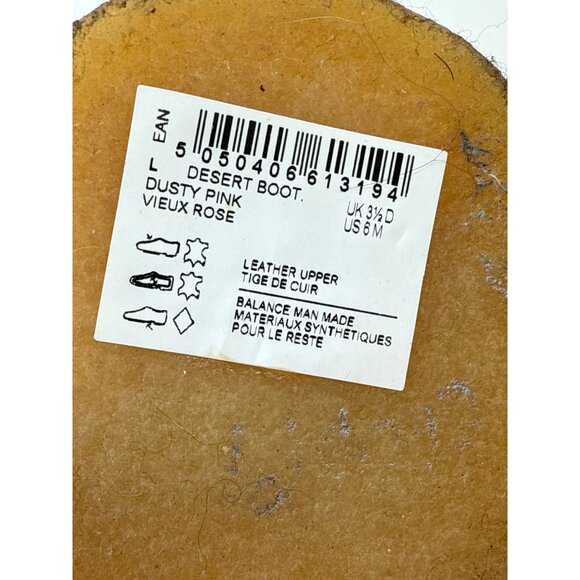 EAN
5 050406 613194
L DESERT BOOT.
DUSTY PINK UK 3½ D
VIEUX ROSE US 6 M
LEATHER UPPER
TIGE DE CUIR
BALANCE MAN MADE
MATERIAUX SYNTHETIQUES
POUR LE RESTE